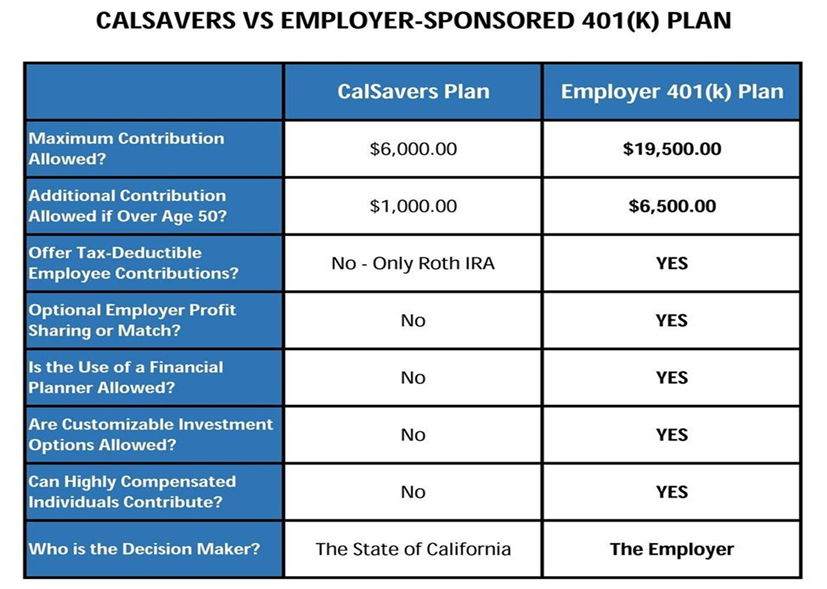 CALSAVERS VS EMPLOYER-SPONSORED 401(K) PLAN
CalSavers Plan
Employer 401(k) Plan
Maximum Contribution
Allowed?
$6,000.00
$19,500.00
Additional Contribution
Allowed if Over Age 50?
$1,000.00
$6,500.00
Offer Tax-Deductible
Employee Contributions?
No - Only Roth IRA
YES
Optional Employer Profit
Sharing or Match?
No
YES
Is the Use of a Financial
Planner Allowed?
No
YES
Are Customizable Investment
Options Allowed?
No
YES
Can Highly Compensated
Individuals Contribute?
No
YES
Who is the Decision Maker?
The State of California
The Employer